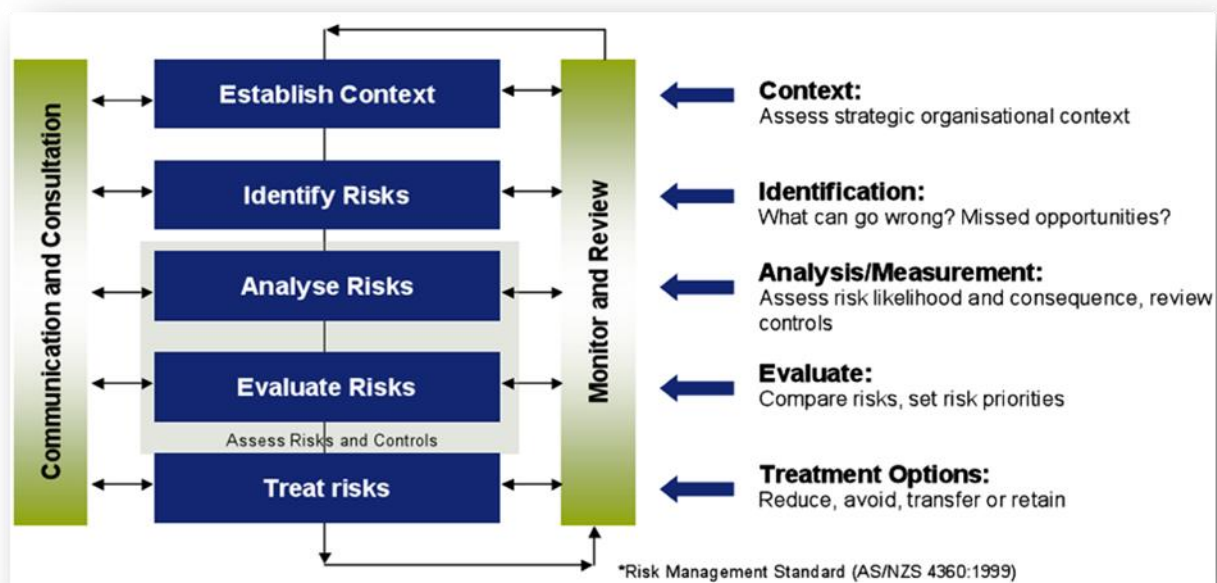 Communication and Consultation
Establish Context
Identify Risks
Analyse Risks
Evaluate Risks
Assess Risks and Controls
Treat risks
Monitor and Review
Context:
Assess strategic organisational context
Identification:
What can go wrong? Missed opportunities?
Analysis/Measurement:
Assess risk likelihood and consequence, review
controls
Evaluate:
Compare risks, set risk priorities
Treatment Options:
Reduce, avoid, transfer or retain
*Risk Management Standard (AS/NZS 4360:1999)